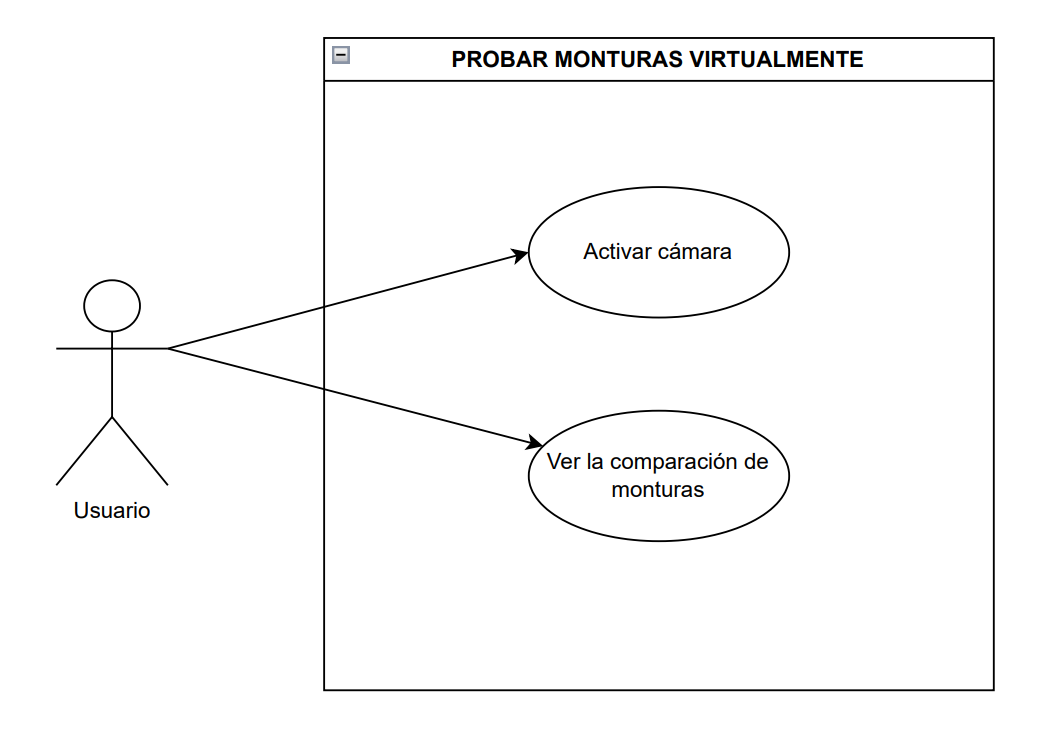 PROBAR MONTURAS VIRTUALMENTE
Activar cámara
Ver la comparación de
monturas
Usuario